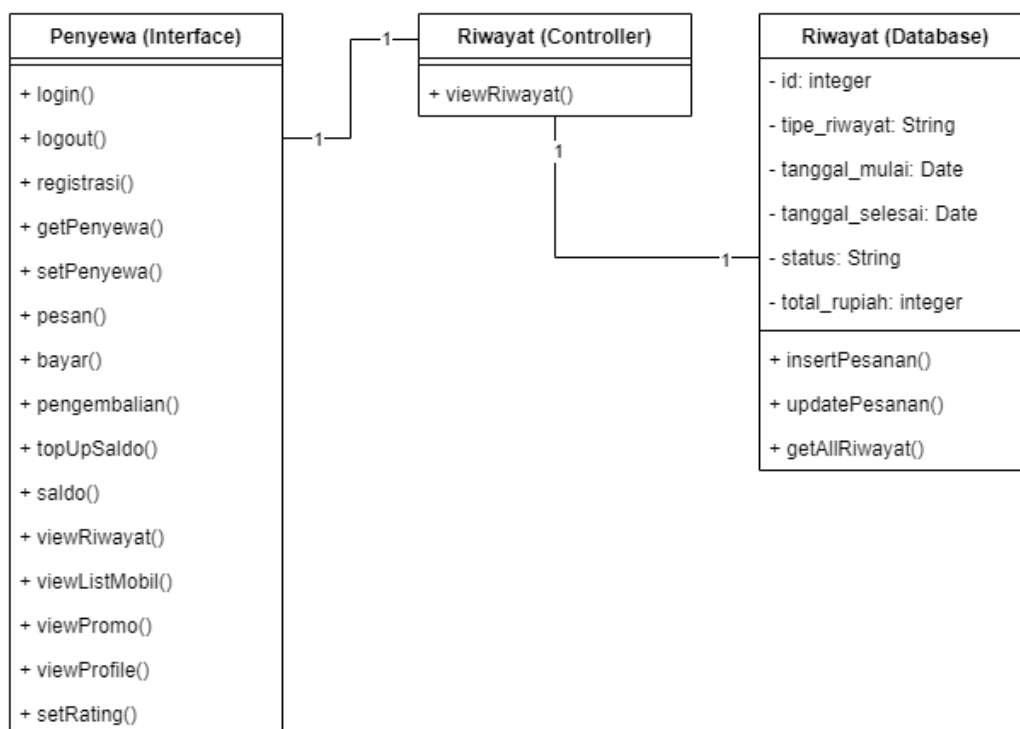 Penyewa (Interface)
+ login()
+ logout()
+ registrasi()
+ getPenyewa()
+ setPenyewa()
+ pesan()
+ bayar()
+ pengembalian()
+ topUpSaldo()
+ saldo()
+ viewRiwayat()
+ viewListMobil()
+ viewPromo()
+ viewProfile()
+ setRating()
1
1
Riwayat (Controller)
+ viewRiwayat()
1
1
Riwayat (Database)
- id: integer
- tipe_riwayat: String
- tanggal_mulai: Date
- tanggal_selesai: Date
- status: String
- total_rupiah: integer
+ insertPesanan()
+ updatePesanan()
+ getAllRiwayat()